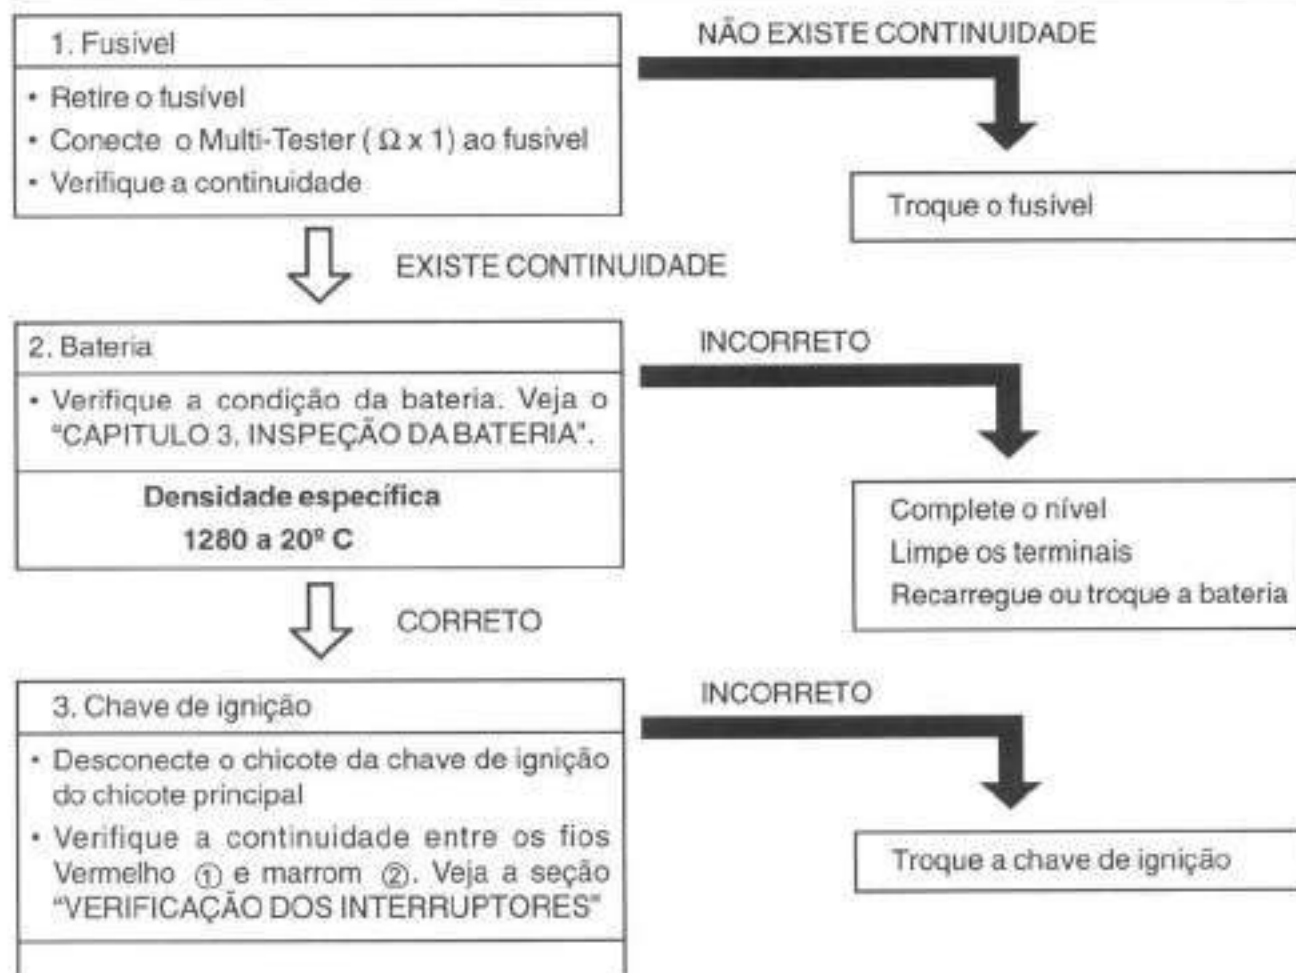 1. Fusível
NÃO EXISTE CONTINUIDADE
• Retire o fusível
• Conecte o Multi-Tester ( Ω x 1) ao fusível
• Verifique a continuidade
Troque o fusível
EXISTE CONTINUIDADE
2. Bateria
INCORRETO
• Verifique a condição da bateria. Veja o
"CAPITULO 3, INSPEÇÃO DA BATERIA".
Densidade específica
1280 a 20º C
Complete o nível
Limpe os terminais
Recarregue ou troque a bateria
CORRETO
3. Chave de ignição
INCORRETO
• Desconecte o chicote da chave de ignição
do chicote principal
• Verifique a continuidade entre os fios
Vermelho ① e marrom ②. Veja a seção
"VERIFICAÇÃO DOS INTERRUPTORES"
Troque a chave de ignição